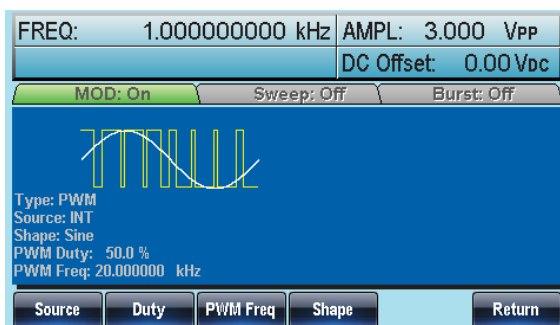 FREQ: 1.000000000 kHz AMPL: 3.000 VPP
DC Offset: 0.00 VDC
MOD: On Sweep: Off Burst: Off
Type: PWM
Source: INT
Shape: Sine
PWM Duty: 50.0 %
PWM Freq: 20.000000 kHz
Source Duty PWM Freq Shape Return